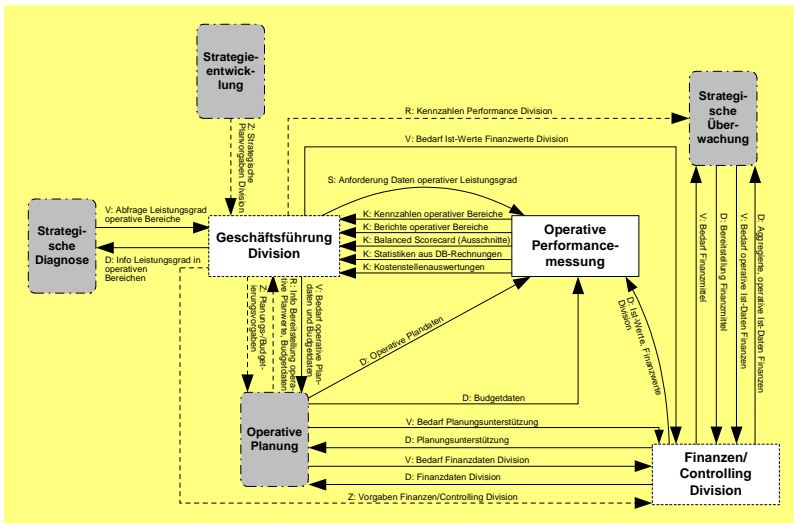 Strategie-
entwick-
lung
Strategi-
sche
Über-
wachung
R: Kennzahlen Performance Division
V: Bedarf Ist-Werte Finanzwerte Division
Z: Strategische
Planvorgaben Division
S: Anforderung Daten operativer Leistungsgrad
V: Abfrage Leistungsgrad
operative Bereiche
Strategi-
sche
Diagnose
D: Info Leistungsgrad in
operativen
Bereichen
Geschäftsführung
Division
K: Kennzahlen operativer Bereiche
K: Berichte operativer Bereiche
K: Balanced Scorecard (Ausschnitte)
K: Statistiken aus DB-Rechnungen
K: Kostenstellenauswertungen
Operative
Performance-
messung
V: Bedarf Finanzmittel
D: Bereitstellung Finanzmittel
V: Bedarf operative Ist-Daten Finanzen
D: Aggregierte, operative Ist-Daten Finanzen
Z: Planungs-/Budget-
ierungsvorgaben
R: Info Bereitstellung opera-
tive Planwerte, Budgetdaten
V: Bedarf operative Plan-
daten und Budgetdaten
D: Operative Plandaten
D: Ist-Werte, Finanzwerte
Division
D: Budgetdaten
Operative
Planung
V: Bedarf Planungsunterstützung
D: Planungsunterstützung
V: Bedarf Finanzdaten Division
D: Finanzdaten Division
Finanzen/
Controlling
Division
Z: Vorgaben Finanzen/Controlling Division